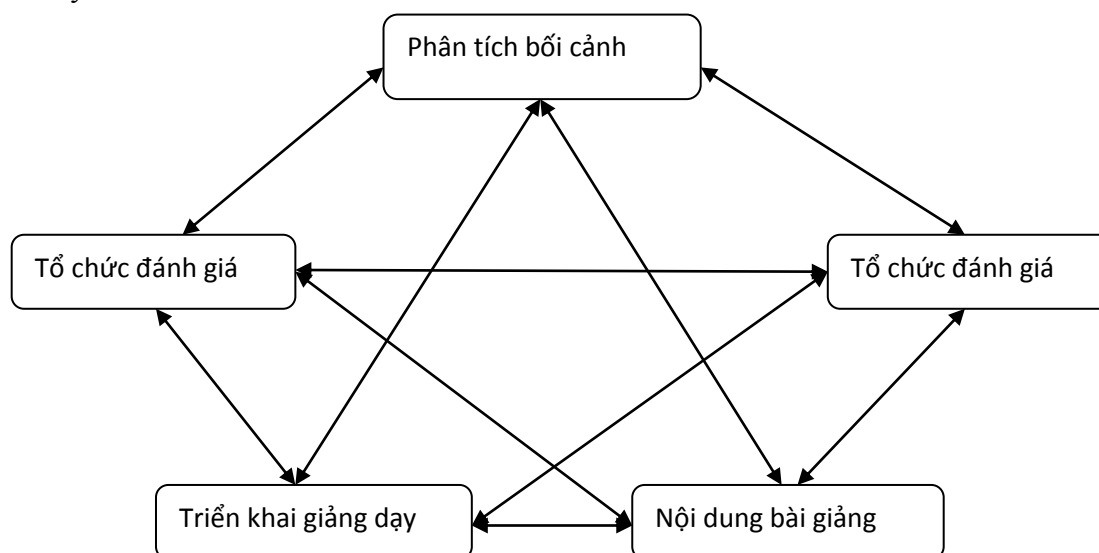 Phân tích bối cảnh
Tổ chức đánh giá
Tổ chức đánh giá
Triển khai giảng dạy
Nội dung bài giảng